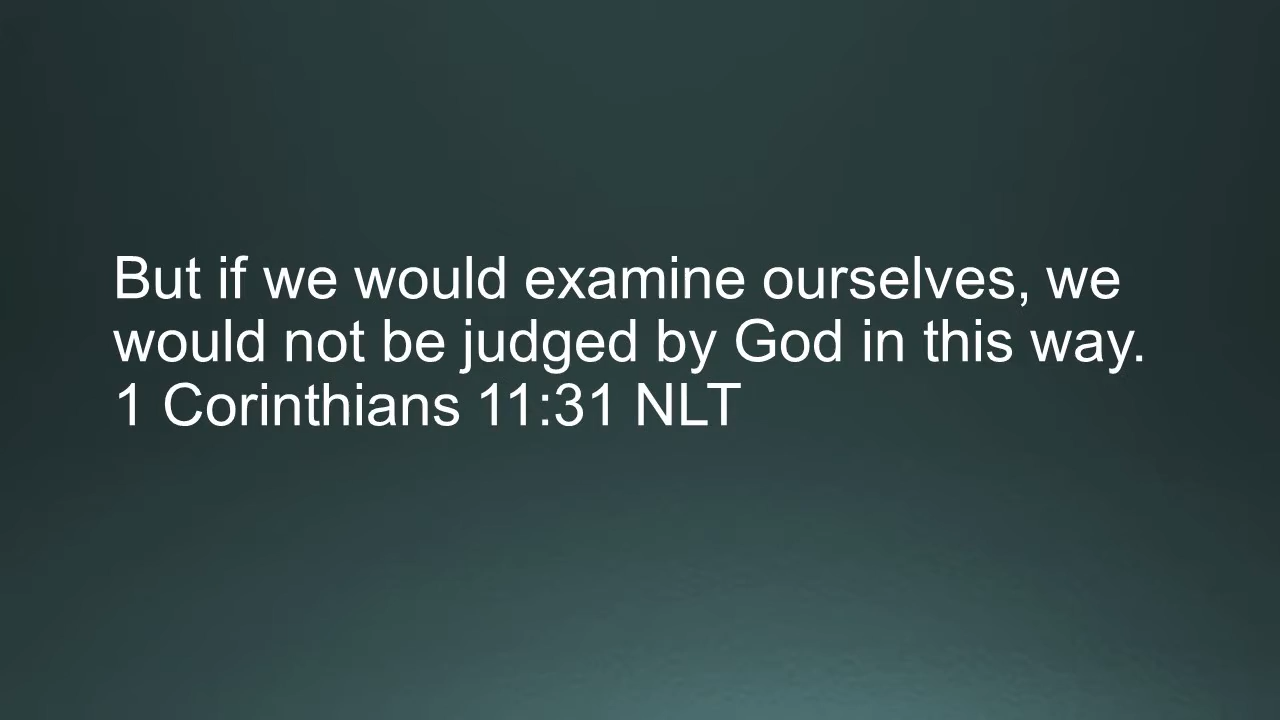 But if we would examine ourselves, we
would not be judged by God in this way.
1 Corinthians 11:31 NLT